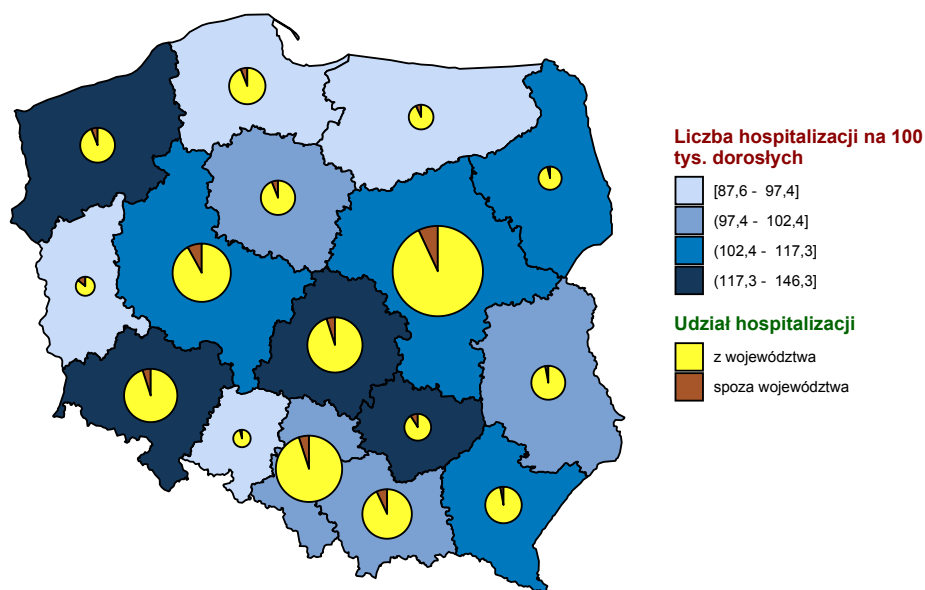 Liczba hospitalizacji na 100
tys. dorosłych
[87,6 - 97,4]
(97,4 - 102,4]
(102,4 - 117,3]
(117,3 - 146,3]
Udział hospitalizacji
z województwa
spoza województwa